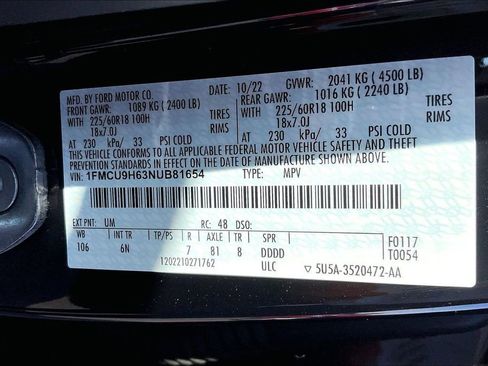 MFD. BY FORD MOTOR CO. DATE: 10/22 GVWR: 2041 KG ( 4500 LB)
FRONT GAWR: 1089 KG ( 2400 LB) REAR GAWR: 1016 KG ( 2240 LB)
WITH 225/60R18 100H TIRES WITH 225/60R18 100H TIRES
18x7.0J RIMS 18x7.0J RIMS
AT 230 kPa/ 33 PSI COLD AT 230 kPa/ 33 PSI COLD
THIS VEHICLE CONFORMS TO ALL APPLICABLE FEDERAL MOTOR VEHICLE SAFETY, BUMPER, AND THEFT
PREVENTION STANDARDS IN EFFECT ON THE DATE OF MANUFACTURE SHOWN ABOVE.
VIN: 1FMCU9H63NUB81654 TYPE: MPV
EXT PNT: UM RC: 48 DSO:
WB INT TR TP/PS R AXLE TR SPR F0117
106 6N 7 81 8 DDDD T0054
1202210271762 ULC ▽ 5U5A-3520472-AA